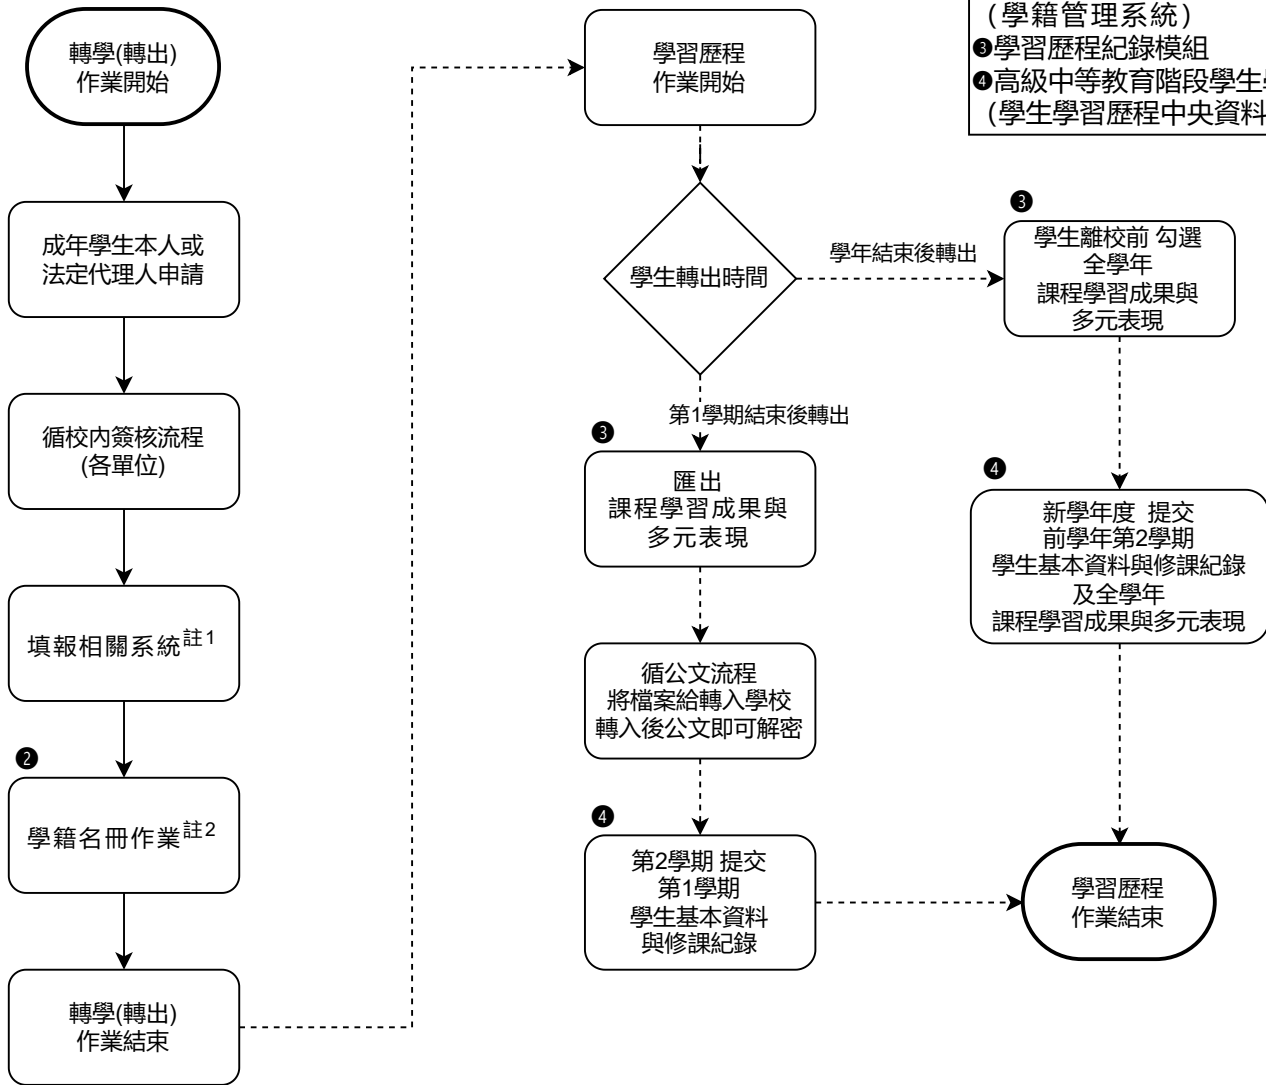 轉學(轉出)
作業開始
成年學生本人或
法定代理人申請
循校內簽核流程
(各單位)
填報相關系統註1
❷
學籍名冊作業註2
轉學(轉出)
作業結束
學習歷程
作業開始
學生轉出時間
學年結束後轉出
第1學期結束後轉出
❸
匯出
課程學習成果與
多元表現
循公文流程
將檔案給轉入學校
轉入後公文即可解密
❹
第2學期 提交
第1學期
學生基本資料
與修課紀錄
(學籍管理系統)
❸學習歷程紀錄模組
❹高級中等教育階段學生
(學生學習歷程中央資料
❸
學生離校前 勾選
全學年
課程學習成果與
多元表現
❹
新學年度 提交
前學年第2學期
學生基本資料與修課紀錄
及全學年
課程學習成果與多元表現
學習歷程
作業結束